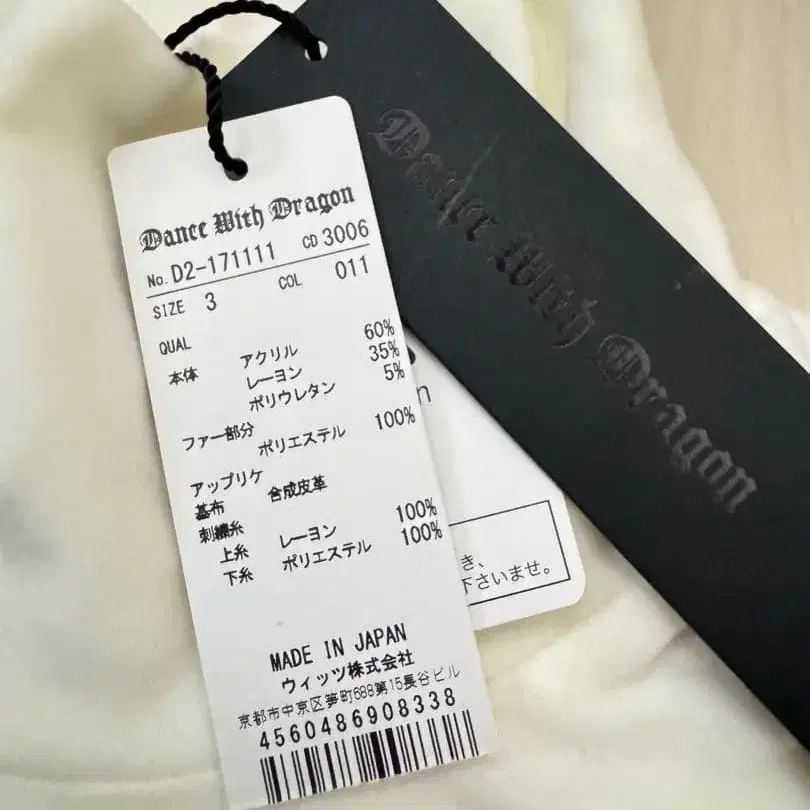 Dance With Dragon
No. D2-171111 CD 3006
SIZE 3 COL 011
QUAL
本体 アクリル 60%
レーヨン 35%
ポリウレタン 5%
ファー部分 ポリエステル 100%
アップリケ
基布 合成皮革
刺繍糸
上糸 レーヨン 100%
下糸 ポリエステル 100%
MADE IN JAPAN
ウィッツ株式会社
京都市中京区笋町688第15長谷ビル
4560486908338
Dance With Dragon
n
き、
下さいませ。